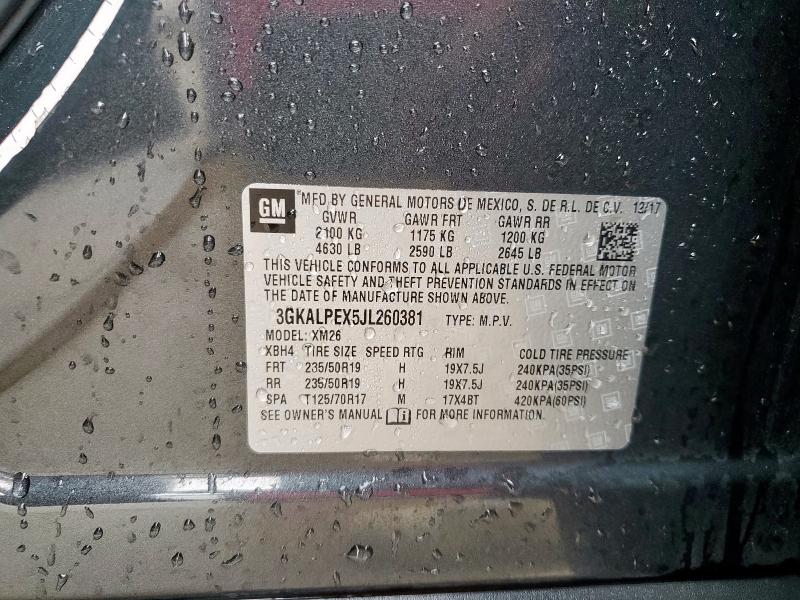 GM
MFD BY GENERAL MOTORS DE MEXICO, S. DE R.L. DE C.V. 12/17
GVWR GAWR FRT GAWR RR
2100 KG 1175 KG 1200 KG
4630 LB 2590 LB 2645 LB
THIS VEHICLE CONFORMS TO ALL APPLICABLE U.S. FEDERAL MOTOR
VEHICLE SAFETY AND THEFT PREVENTION STANDARDS IN EFFECT ON
THE DATE OF MANUFACTURE SHOWN ABOVE.
3GKALPEX5JL260381 TYPE: M.P.V.
MODEL: XM26
XBH4 TIRE SIZE SPEED RTG RIM COLD TIRE PRESSURE
FRT 235/50R19 H 19X7.5J 240KPA(35PSI)
RR 235/50R19 H 19X7.5J 240KPA(35PSI)
SPA T125/70R17 M 17X4BT 420KPA(60PSI)
SEE OWNER'S MANUAL FOR MORE INFORMATION.